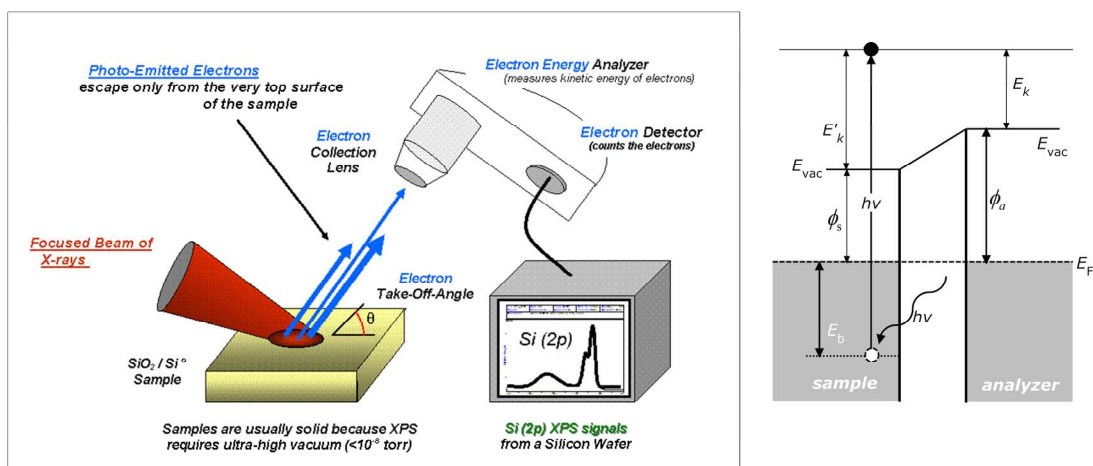 Photo-Emitted Electrons
escape only from the very top surface
of the sample
Electron Energy Analyzer
(measures kinetic energy of electrons)
Electron
Collection
Lens
Electron Detector
(counts the electrons)
Focused Beam of
X-rays
Electron
Take-Off-Angle
θ
SiO₂ / Si°
Sample
Si (2p)
Samples are usually solid because XPS
requires ultra-high vacuum (<10⁻⁸ torr)
Si (2p) XPS signals
from a Silicon Wafer
E'k
Ek
Evac
Evac
hν
ϕs
ϕa
EF
Eb
hν
sample
analyzer